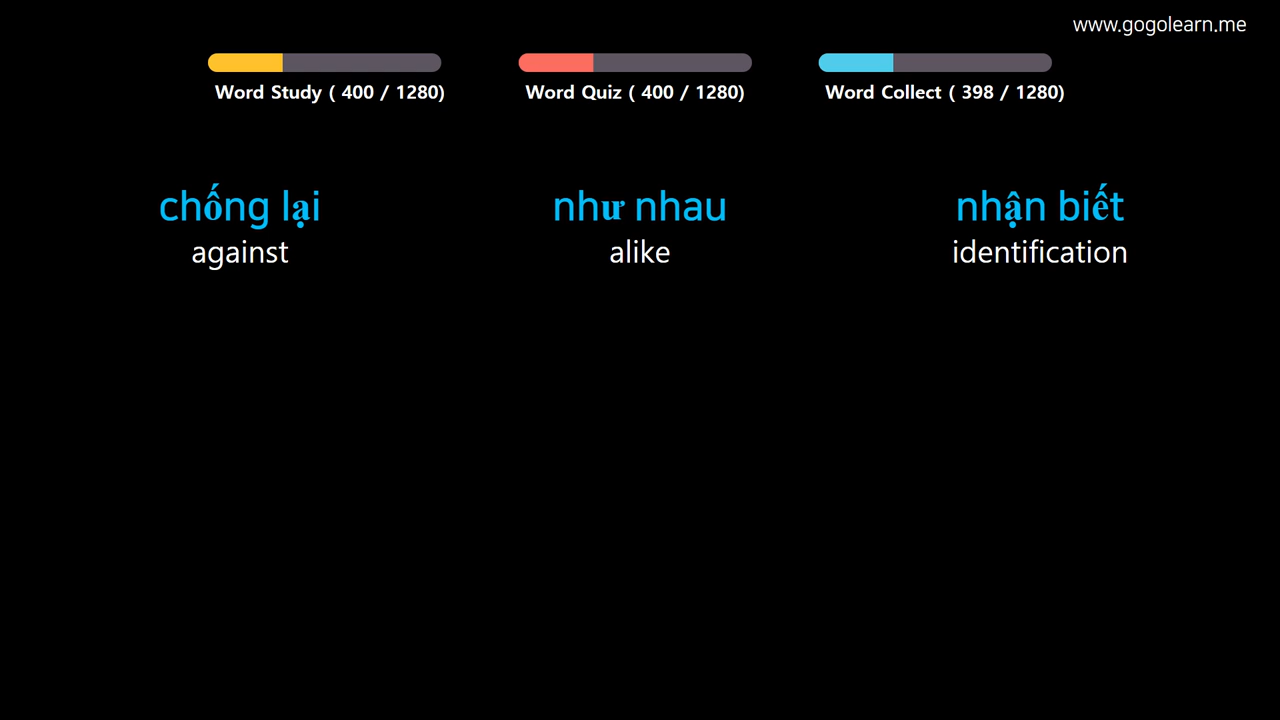 www.gogolearn.me
Word Study ( 400 / 1280)
Word Quiz ( 400 / 1280)
Word Collect ( 398 / 1280)
chống lại
against
như nhau
alike
nhận biết
identification